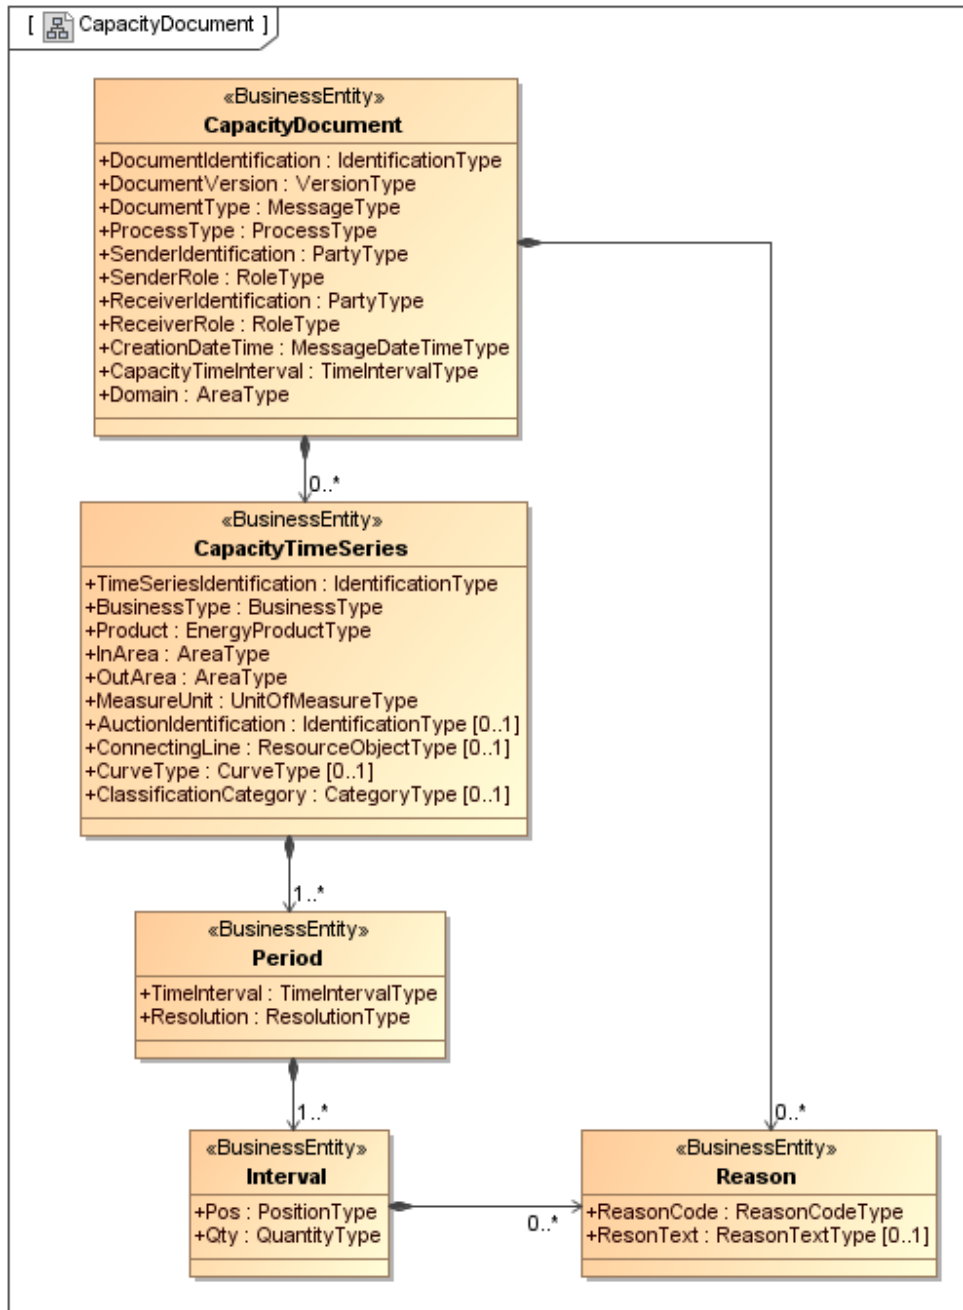 [ CapacityDocument ]
«BusinessEntity»
CapacityDocument
+DocumentIdentification : IdentificationType
+DocumentVersion : VersionType
+DocumentType : MessageType
+ProcessType : ProcessType
+SenderIdentification : PartyType
+SenderRole : RoleType
+ReceiverIdentification : PartyType
+ReceiverRole : RoleType
+CreationDateTime : MessageDateTimeType
+CapacityTimeInterval : TimeIntervalType
+Domain : AreaType
0..*
«BusinessEntity»
CapacityTimeSeries
+TimeSeriesIdentification : IdentificationType
+BusinessType : BusinessType
+Product : EnergyProductType
+InArea : AreaType
+OutArea : AreaType
+MeasureUnit : UnitOfMeasureType
+AuctionIdentification : IdentificationType [0..1]
+ConnectingLine : ResourceObjectType [0..1]
+CurveType : CurveType [0..1]
+ClassificationCategory : CategoryType [0..1]
1..*
«BusinessEntity»
Period
+TimeInterval : TimeIntervalType
+Resolution : ResolutionType
1..*
«BusinessEntity»
Interval
+Pos : PositionType
+Qty : QuantityType
0..*
0..*
«BusinessEntity»
Reason
+ReasonCode : ReasonCodeType
+ResonText : ReasonTextType [0..1]